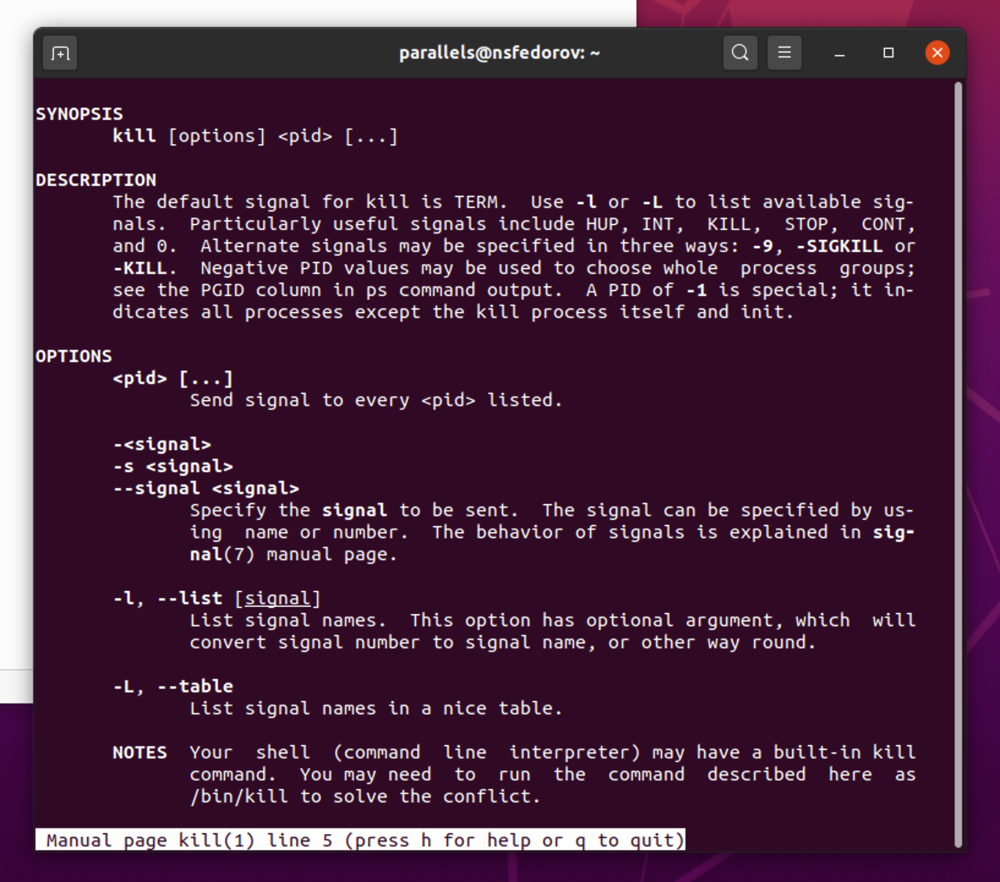 parallels@nsfedorov: ~
SYNOPSIS
kill [options] <pid> [...]
DESCRIPTION
The default signal for kill is TERM.  Use -l or -L to list available sig-
nals.  Particularly useful signals include HUP, INT,  KILL,  STOP,  CONT,
and 0.  Alternate signals may be specified in three ways: -9, -SIGKILL or
-KILL.  Negative PID values may be used to choose whole  process  groups;
see the PGID column in ps command output.  A PID of -1 is special; it in-
dicates all processes except the kill process itself and init.
OPTIONS
<pid> [...]
Send signal to every <pid> listed.
-<signal>
-s <signal>
--signal <signal>
Specify the signal to be sent.  The signal can be specified by us-
ing  name or number.  The behavior of signals is explained in sig-
nal(7) manual page.
-l, --list [signal]
List signal names.  This option has optional argument, which  will
convert signal number to signal name, or other way round.
-L, --table
List signal names in a nice table.
NOTES  Your  shell  (command  line  interpreter) may have a built-in kill
command.  You may need  to  run  the  command  described  here  as
/bin/kill to solve the conflict.
Manual page kill(1) line 5 (press h for help or q to quit)